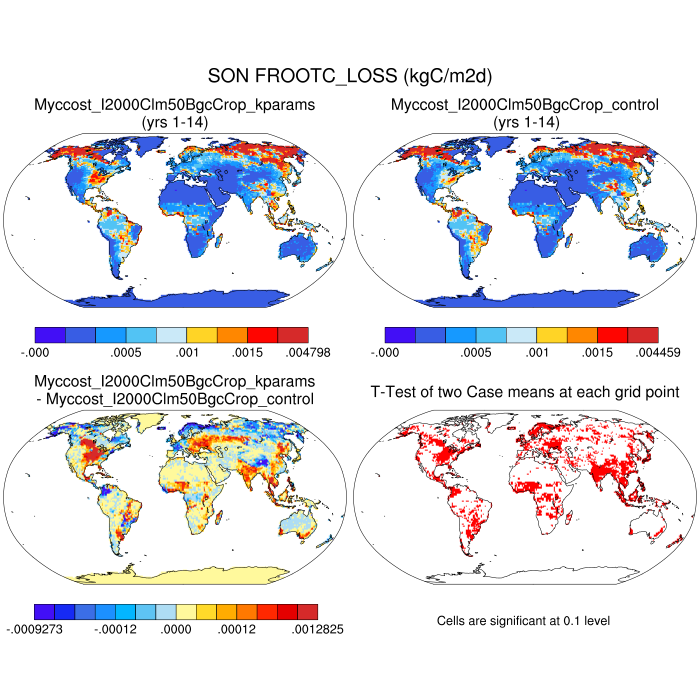 SON FROOTC_LOSS (kgC/m2d)
Myccost_I2000Clm50BgcCrop_kparams
(yrs 1-14)
Myccost_I2000Clm50BgcCrop_control
(yrs 1-14)
-.000 .0005 .001 .0015 .004798
-.000 .0005 .001 .0015 .004459
Myccost_I2000Clm50BgcCrop_kparams
- Myccost_I2000Clm50BgcCrop_control
T-Test of two Case means at each grid point
-.0009273 -.00012 .0000 .00012 .0012825
Cells are significant at 0.1 level